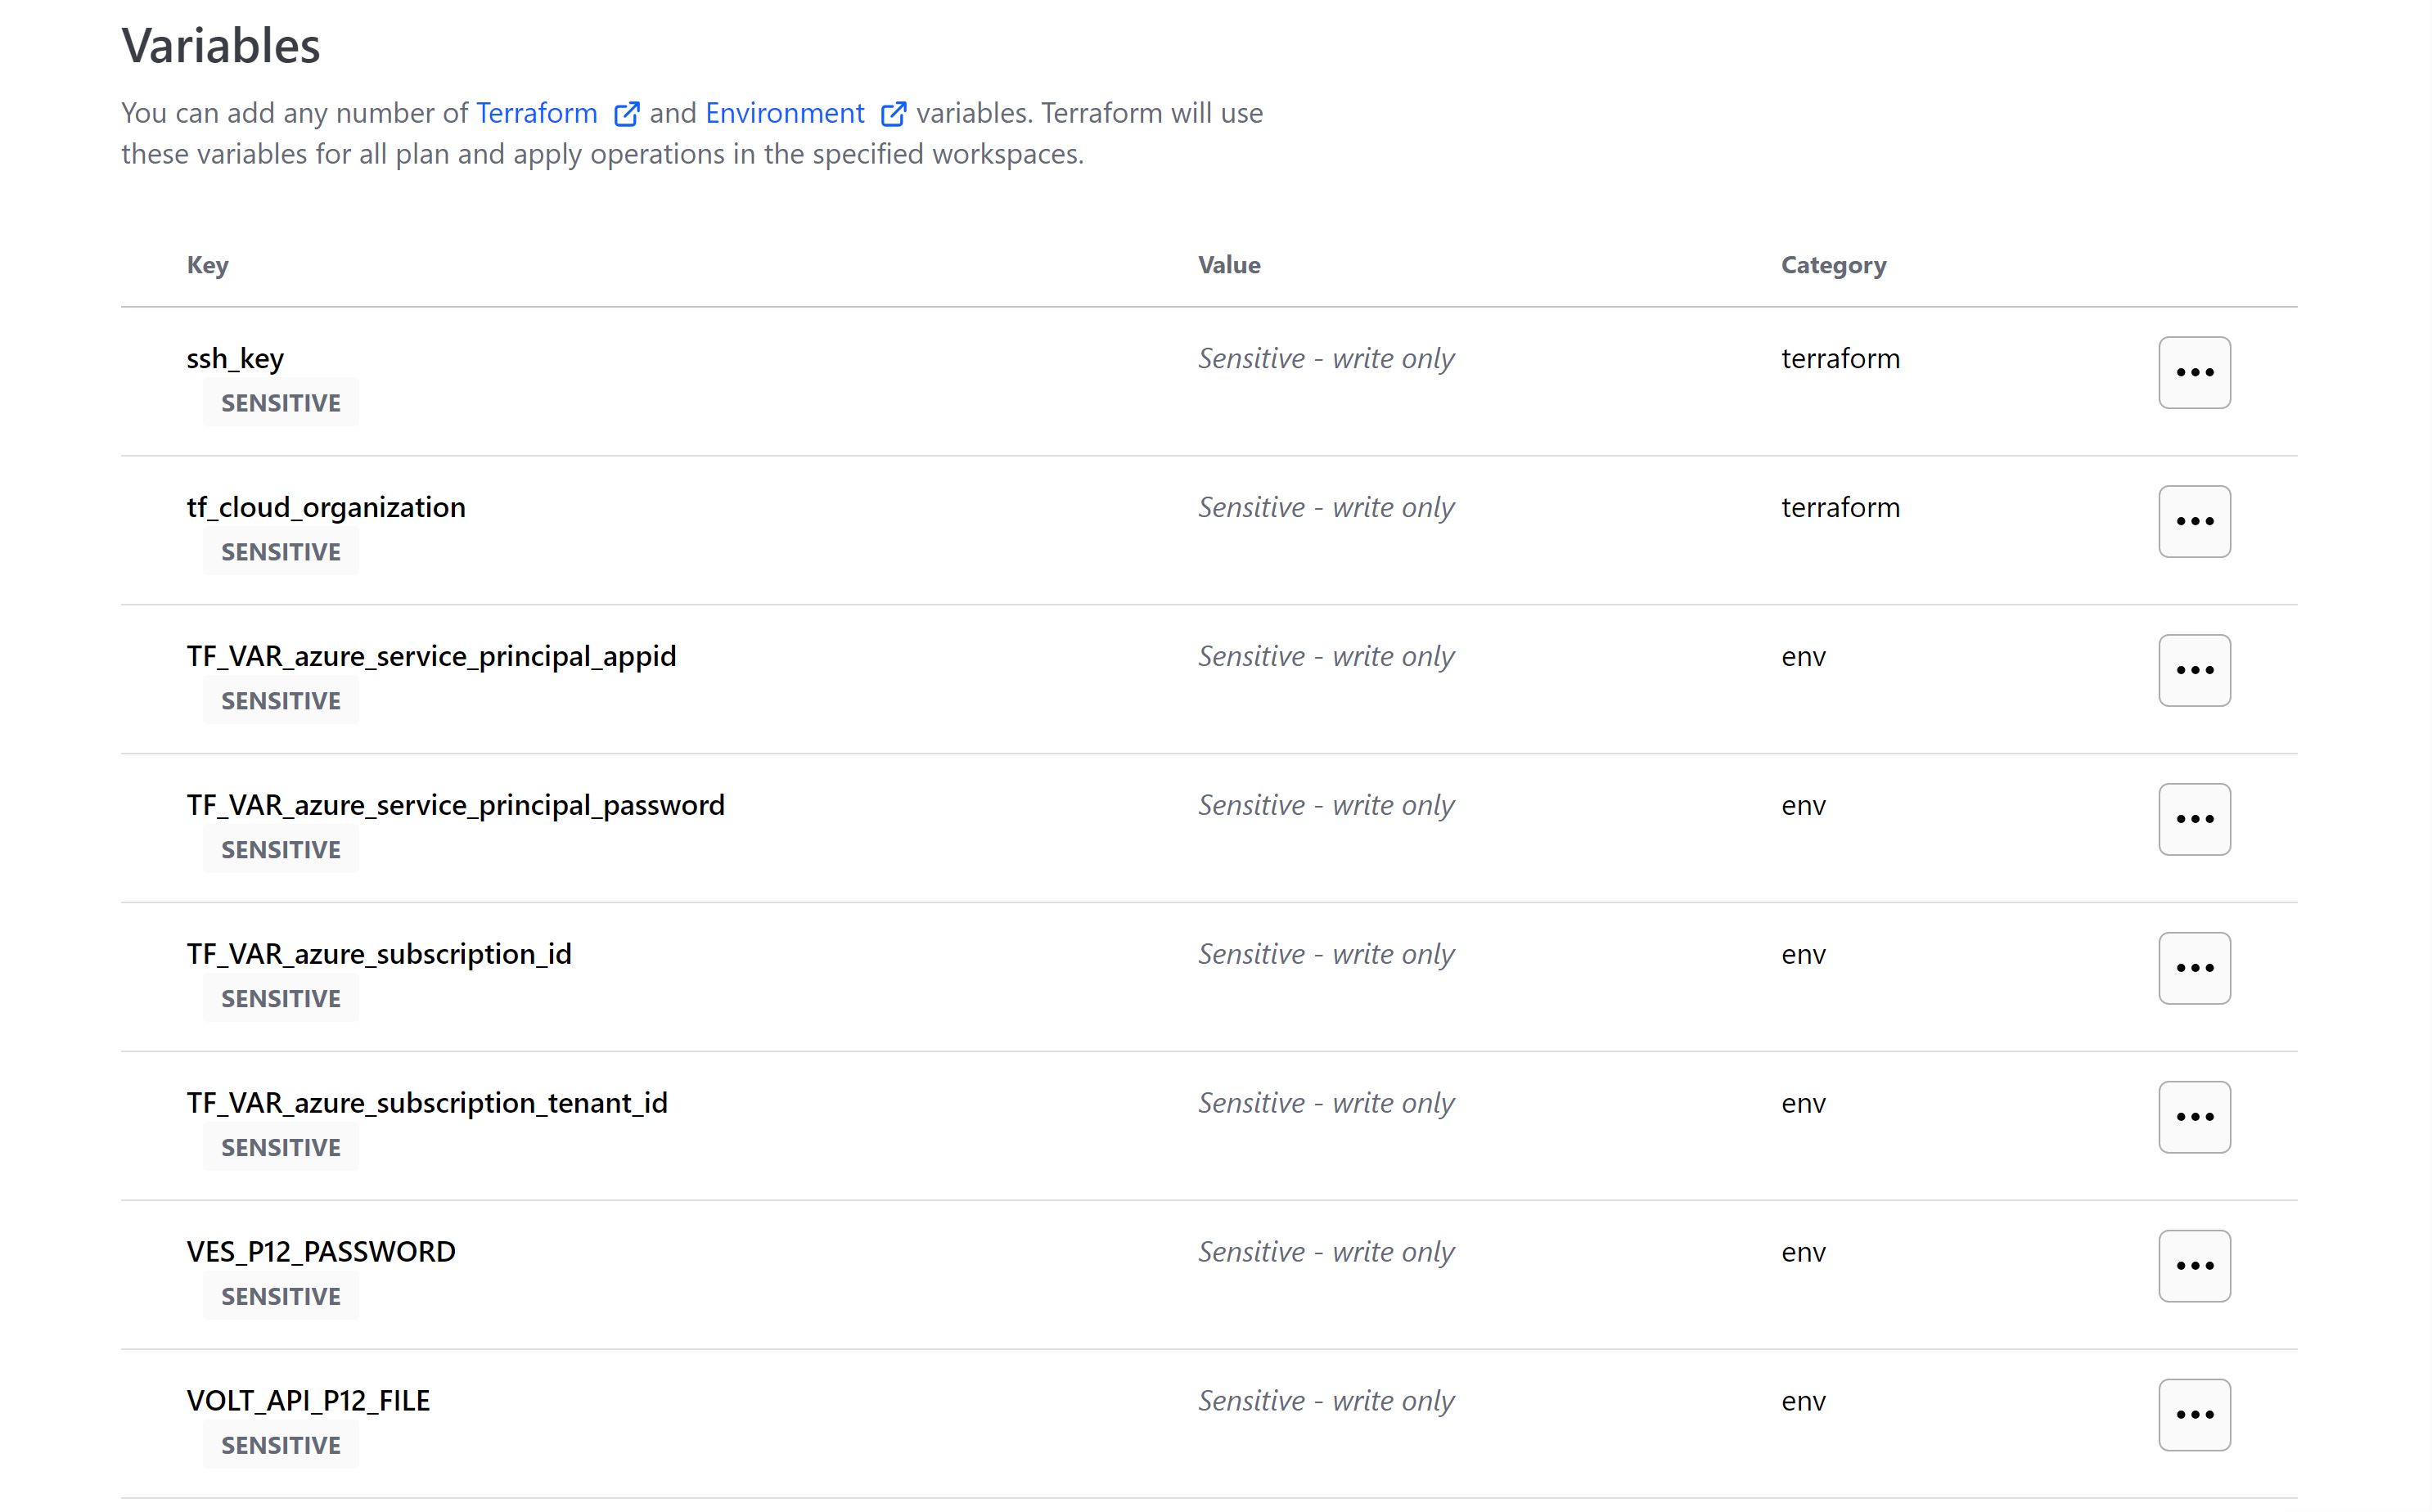 Variables
You can add any number of Terraform and Environment variables. Terraform will use
these variables for all plan and apply operations in the specified workspaces.
Key Value Category
ssh_key Sensitive - write only terraform
SENSITIVE
tf_cloud_organization Sensitive - write only terraform
SENSITIVE
TF_VAR_azure_service_principal_appid Sensitive - write only env
SENSITIVE
TF_VAR_azure_service_principal_password Sensitive - write only env
SENSITIVE
TF_VAR_azure_subscription_id Sensitive - write only env
SENSITIVE
TF_VAR_azure_subscription_tenant_id Sensitive - write only env
SENSITIVE
VES_P12_PASSWORD Sensitive - write only env
SENSITIVE
VOLT_API_P12_FILE Sensitive - write only env
SENSITIVE